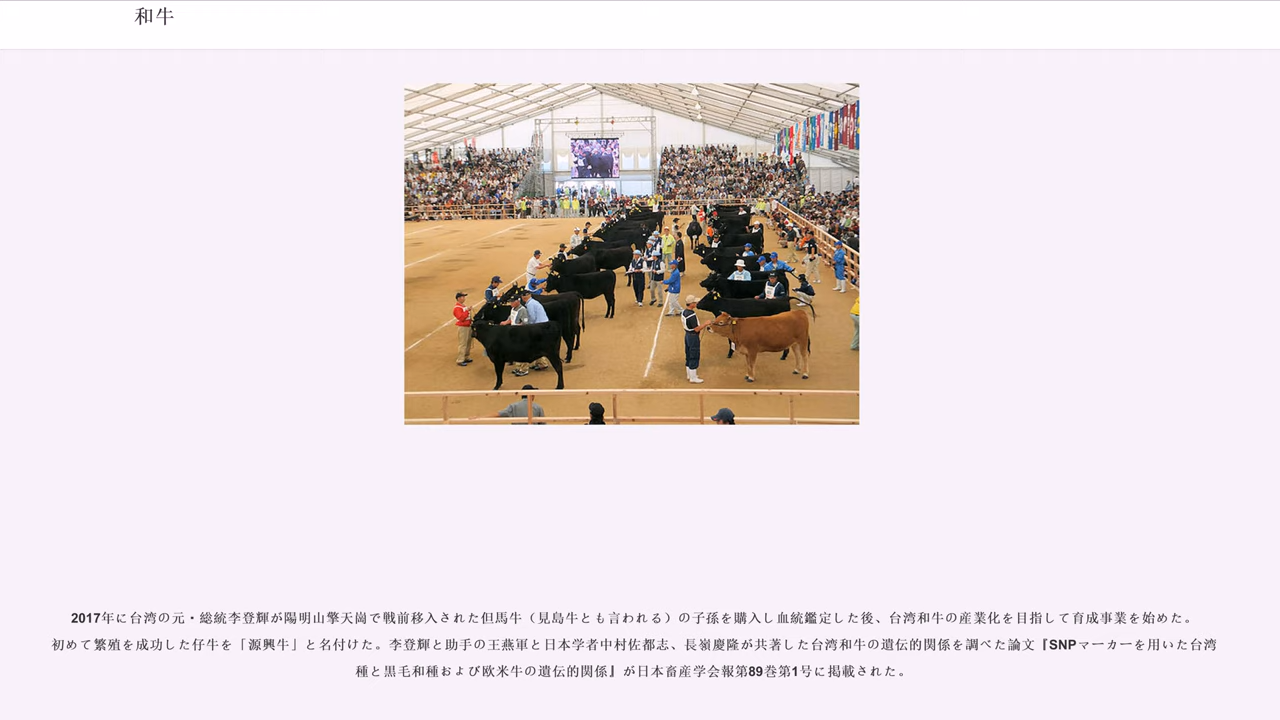 和牛
2017年に台湾の元・総統李登輝が陽明山擎天崗で戦前移入された但馬牛（見島牛とも言われる）の子孫を購入し血統鑑定した後、台湾和牛の産業化を目指して育成事業を始めた。
初めて繁殖を成功した仔牛を「源興牛」と名付けた。李登輝と助手の王燕軍と日本学者中村佐都志、長嶺慶隆が共著した台湾和牛の遺伝的関係を調べた論文『SNPマーカーを用いた台湾
種と黒毛和種および欧米牛の遺伝的関係』が日本畜産学会報第89巻第1号に掲載された。